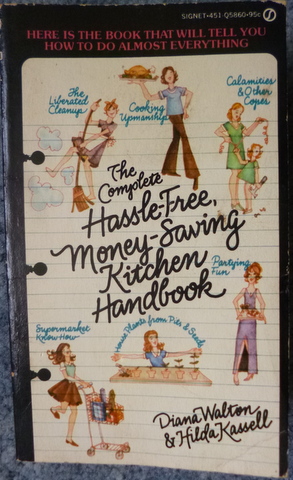 SIGNET•451-Q5860•95¢
HERE IS THE BOOK THAT WILL TELL YOU
HOW TO DO ALMOST EVERYTHING
The
Liberated
Cleanup
Cooking
Upmanship
Calamities
& Other
Copes
The
Complete
Hassle-Free,
Money-Saving
Kitchen
Handbook
Partying
Fun
Supermarket
Know-How
House Plants from Pits & Seeds
Diana Walton
& Hilda Kassell